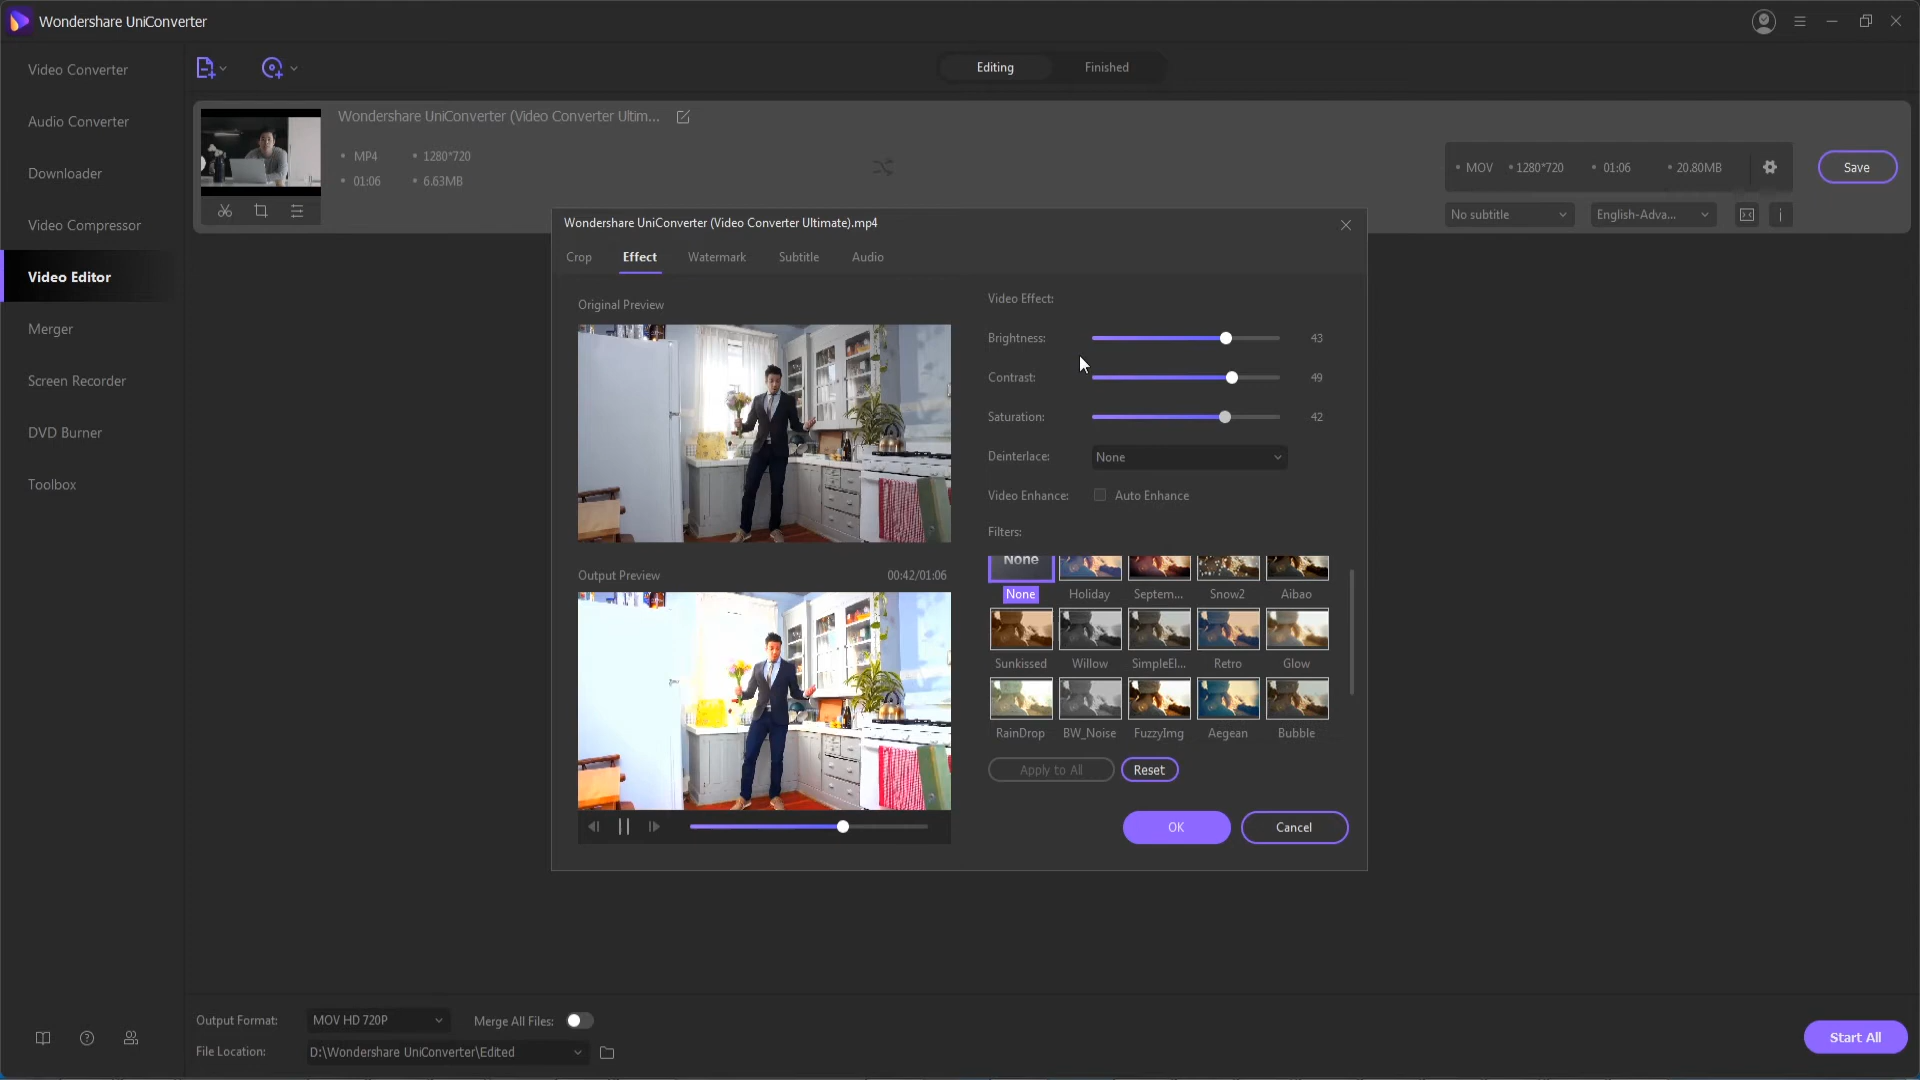 Wondershare UniConverter
Video Converter
Audio Converter
Downloader
Video Compressor
Video Editor
Merger
Screen Recorder
DVD Burner
Toolbox
Editing
Finished
Wondershare UniConverter (Video Converter Ultim...
• MP4 • 1280*720
• 01:06 • 6.63MB
• MOV • 1280*720 • 01:06 • 20.80MB
Save
No subtitle
English-Adva...
Wondershare UniConverter (Video Converter Ultimate).mp4
Crop Effect Watermark Subtitle Audio
Original Preview
Output Preview 00:42/01:06
Video Effect:
Brightness: 43
Contrast: 49
Saturation: 42
Deinterlace: None
Video Enhance: Auto Enhance
Filters:
None
None Holiday Septem... Snow2 Aibao
Sunkissed Willow SimpleEl... Retro Glow
RainDrop BW_Noise FuzzyImg Aegean Bubble
Apply to All Reset
OK Cancel
Output Format: MOV HD 720P Merge All Files:
File Location: D:\Wondershare UniConverter\Edited
Start All